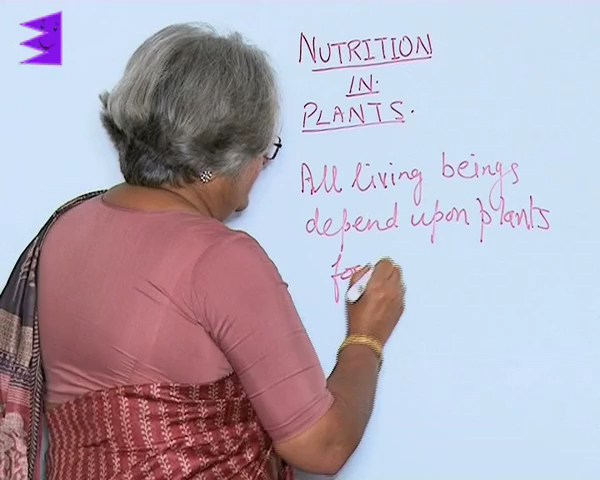 NUTRITION
IN
PLANTS.
All living beings
depend upon plants
for